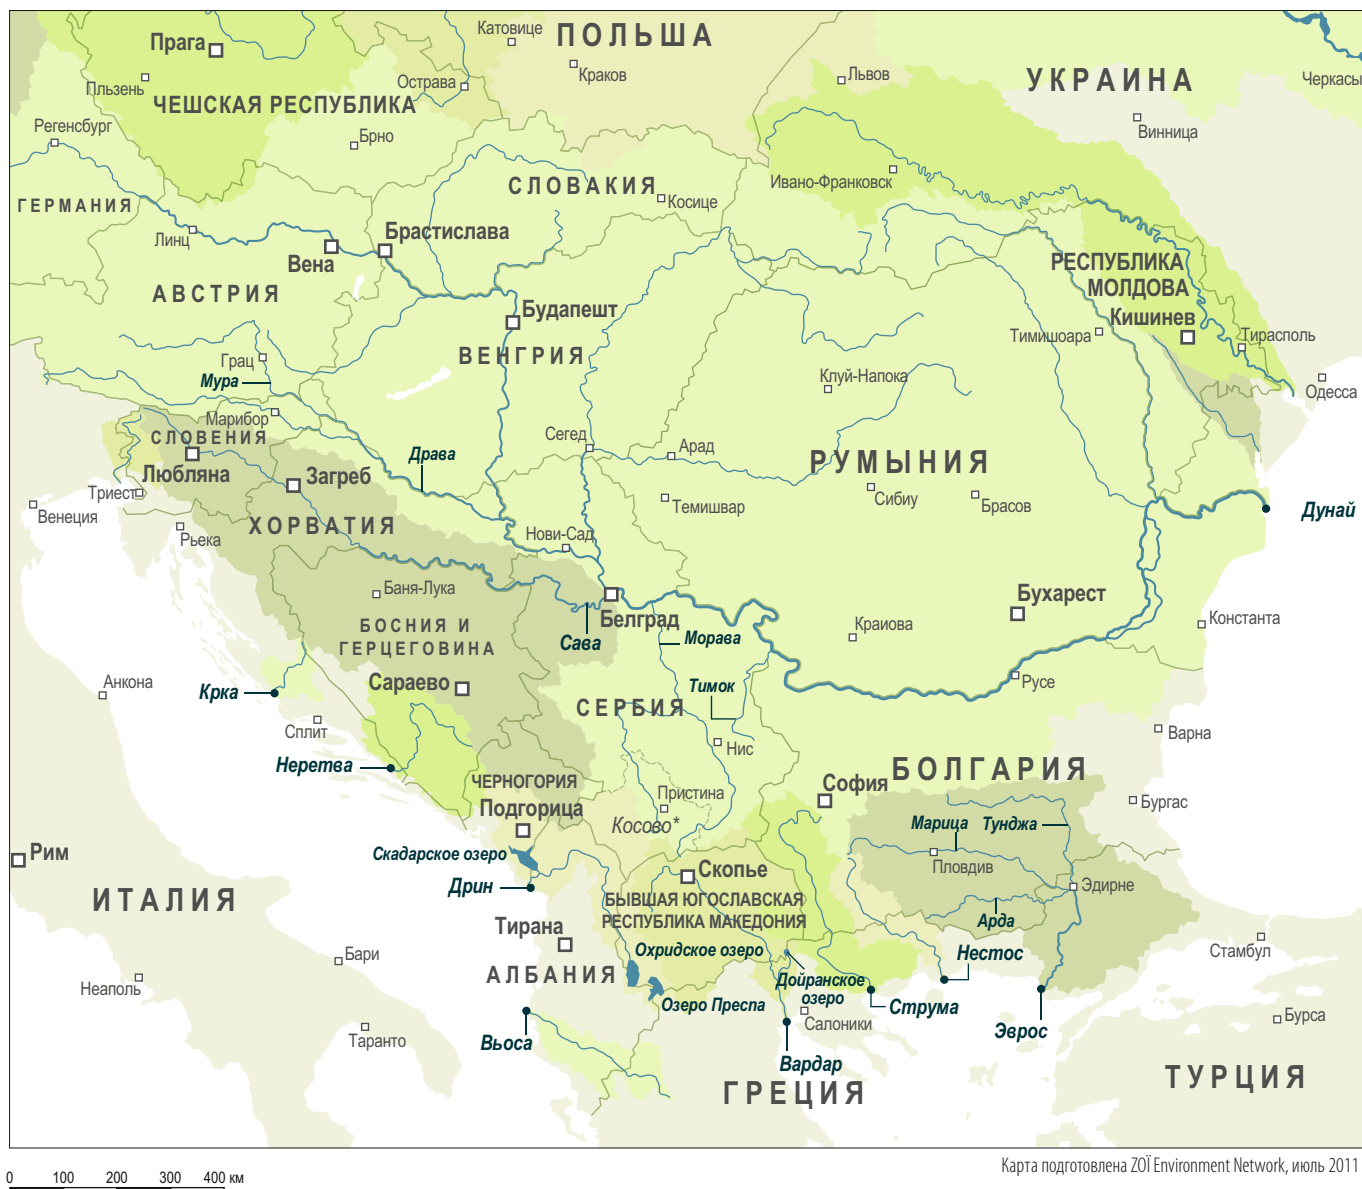 ПОЛЬША
Катовице
Прага
Краков
Львов
УКРАИНА
Черкасы
Пльзень
Острава
ЧЕШСКАЯ РЕСПУБЛИКА
Регенсбург
Брно
Винница
СЛОВАКИЯ
Ивано-Франковск
Косице
ГЕРМАНИЯ
Линц
Брастислава
Вена
РЕСПУБЛИКА
МОЛДОВА
АВСТРИЯ
Будапешт
Кишинев
Тимишоара
Тирасполь
ВЕНГРИЯ
Грац
Мура
Клуй-Напока
Одесса
Марибор
СЛОВЕНИЯ
Сегед
Арад
Драва
РУМЫНИЯ
Любляна
Загреб
Триест
Темишвар
Сибиу
Брасов
Дунай
Венеция
ХОРВАТИЯ
Рьека
Нови-Сад
Баня-Лука
Белград
Бухарест
Константа
БОСНИЯ И
ГЕРЦЕГОВИНА
Сава
Морава
Краиова
Анкона
Крка
Сараево
Тимок
Русе
Сплит
СЕРБИЯ
Нис
Варна
Неретва
ЧЕРНОГОРИЯ
Пристина
София
БОЛГАРИЯ
Бургас
Подгорица
Косово*
Марица
Тунджа
Рим
Скадарское озеро
Скопье
Пловдив
Дрин
Эдирне
ИТАЛИЯ
БЫВШАЯ ЮГОСЛАВСКАЯ
РЕСПУБЛИКА МАКЕДОНИЯ
Арда
Тирана
Бари
Охридское озеро
Нестос
Стамбул
Неаполь
АЛБАНИЯ
Дойранское
озеро
Озеро Преспа
Струма
Салоники
Эврос
Бурса
Таранто
Вьоса
Вардар
ГРЕЦИЯ
ТУРЦИЯ
Карта подготовлена ZOÏ Environment Network, июль 2011
0 100 200 300 400 км